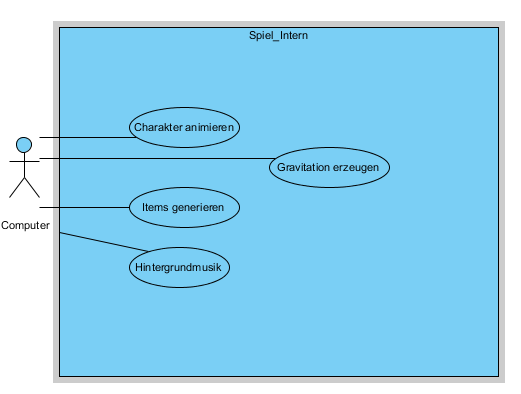 Spiel_Intern
Charakter animieren
Gravitation erzeugen
Items generieren
Computer
Hintergrundmusik